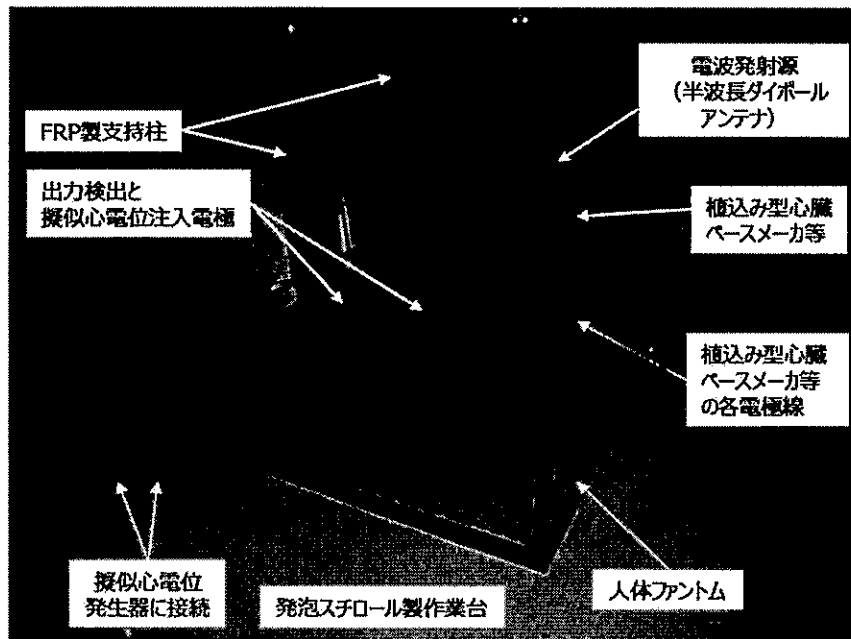 電波発射源
(半波長ダイポール
アンテナ)
FRP製支持柱
出力検出と
擬似心電位注入電極
植込み型心臓
ペースメーカ等
植込み型心臓
ペースメーカ等
の各電極線
擬似心電位
発生器に接続
発泡スチロール製作業台
人体ファントム